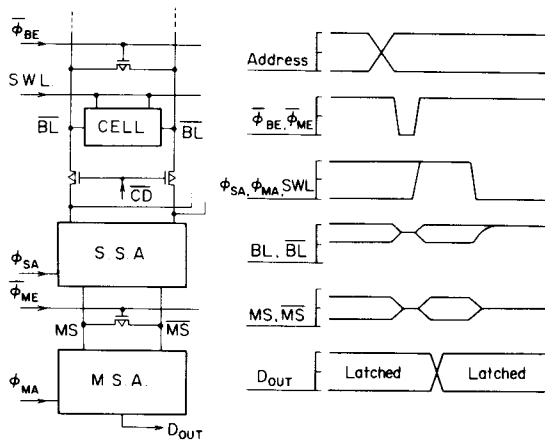 φ̅BE
SWL
B̅L̅ CELL B̅L̅
C̅D̅
S.S.A
φSA
φ̅ME
MS M̅S̅
M.S.A.
φMA
DOUT
Address
φ̅BE, φ̅ME
φSA, φMA, SWL
BL, B̅L̅
MS, M̅S̅
DOUT Latched Latched